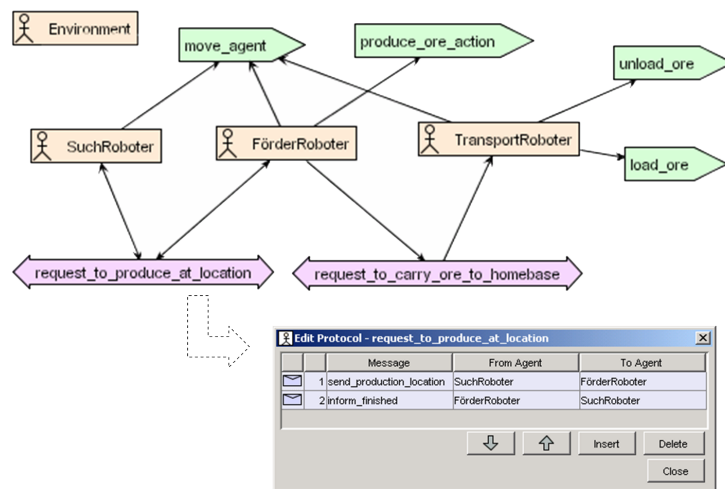 Environment
move_agent
produce_ore_action
unload_ore
SuchRoboter
FörderRoboter
TransportRoboter
load_ore
request_to_produce_at_location
request_to_carry_ore_to_homebase
Edit Protocol - request_to_produce_at_location
Message From Agent To Agent
1 send_production_location SuchRoboter FörderRoboter
2 inform_finished FörderRoboter SuchRoboter
Insert Delete
Close